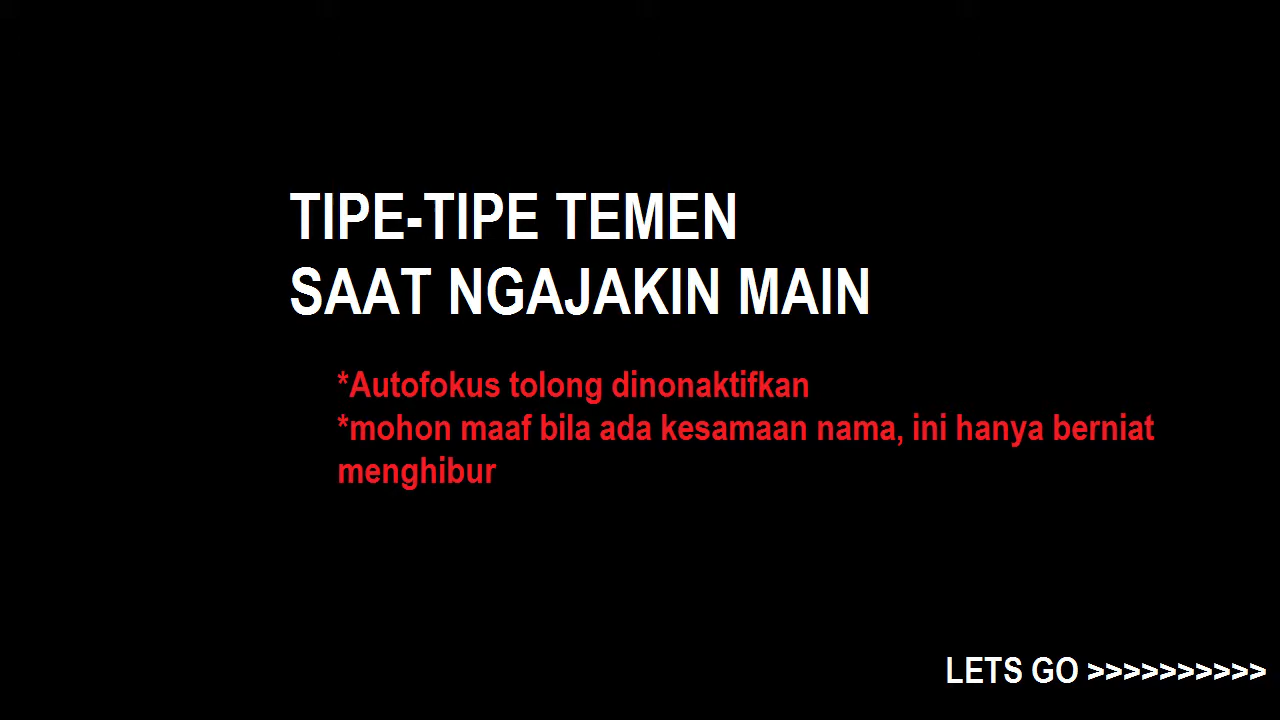 TIPE-TIPE TEMEN
SAAT NGAJAKIN MAIN
*Autofokus tolong dinonaktifkan
*mohon maaf bila ada kesamaan nama, ini hanya berniat
menghibur
LETS GO >>>>>>>>>>